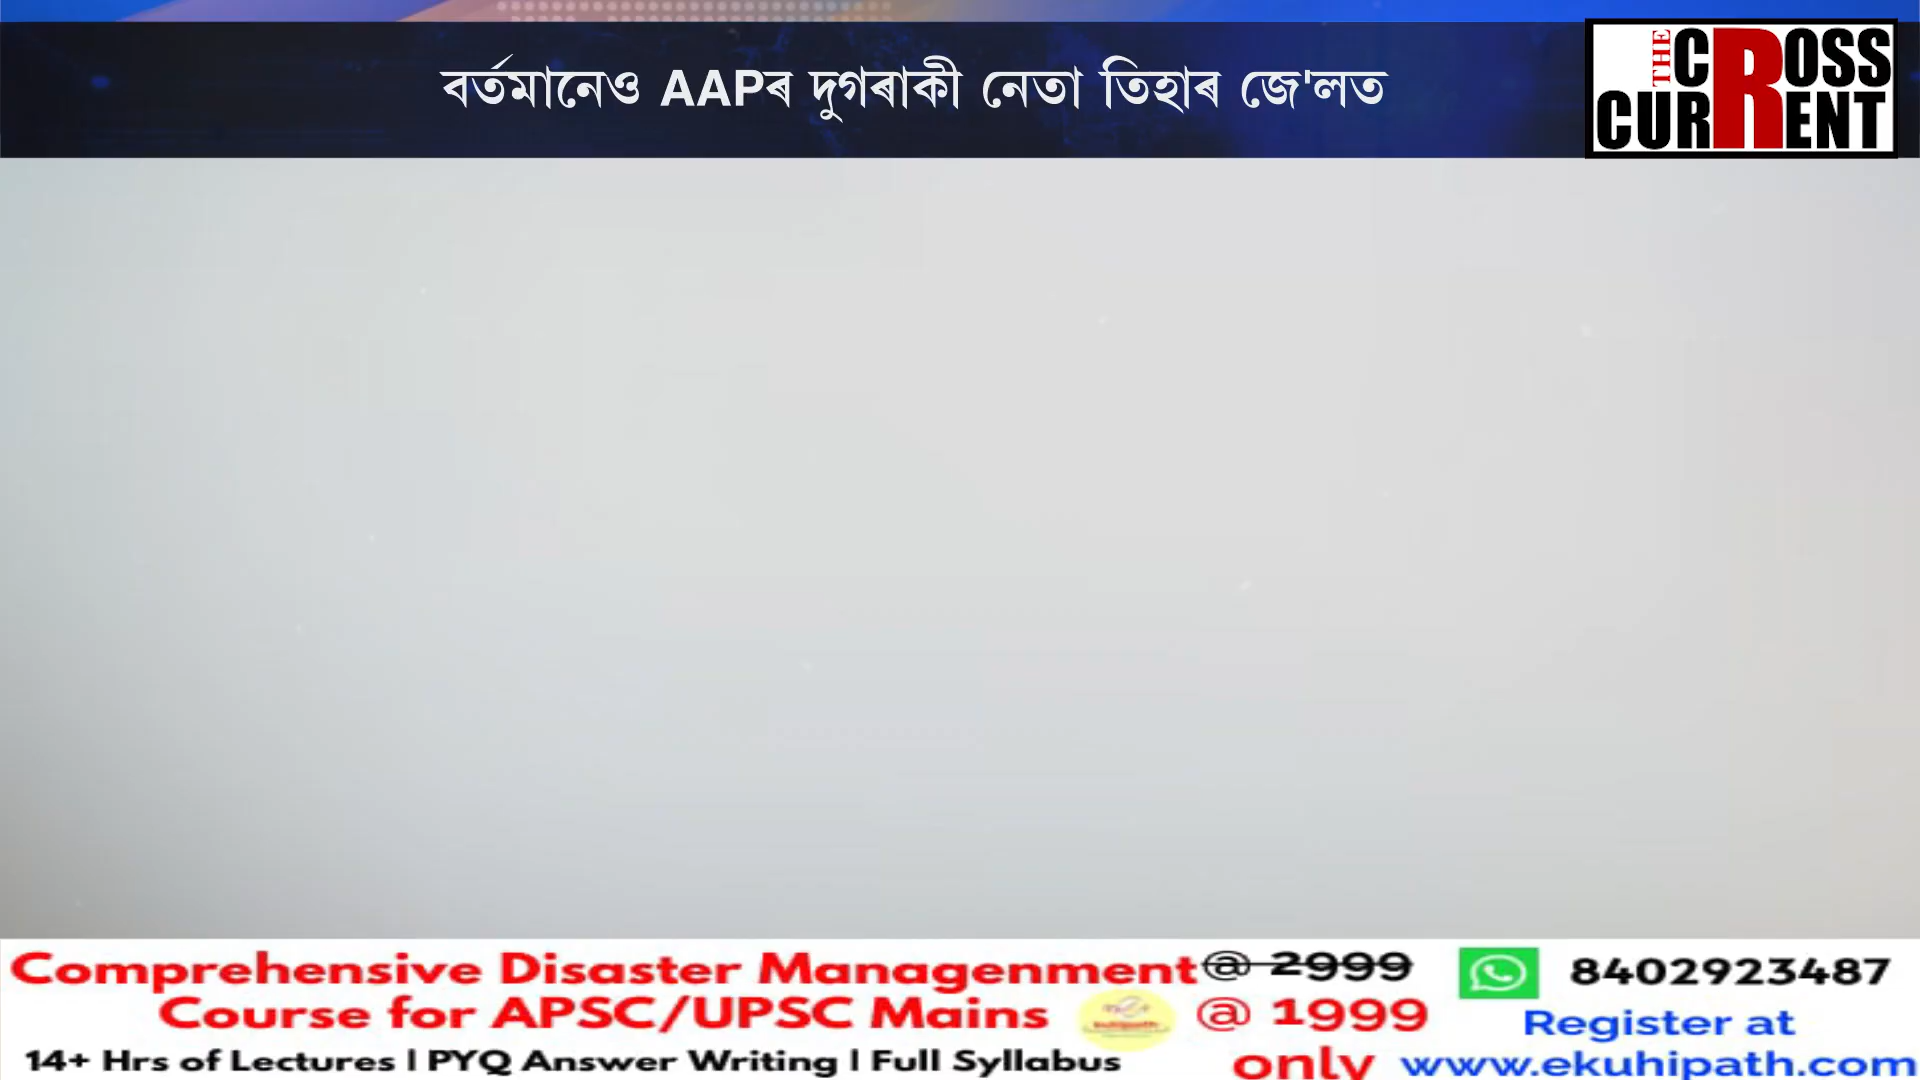 বৰ্তমানেও AAPৰ দুগৰাকী নেতা তিহাৰ জে'লত
THE CROSS
CURRENT
Comprehensive Disaster Managenment @ 2999
Course for APSC/UPSC Mains @ 1999
14+ Hrs of Lectures | PYQ Answer Writing | Full Syllabus only
8402923487
Register at
www.ekuhipath.com